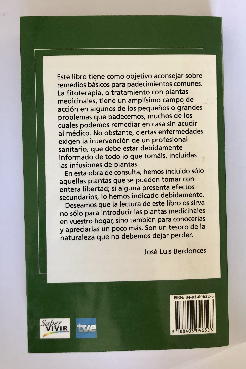 Este libro tiene como objetivo aconsejar sobre
remedios básicos para padecimientos comunes.
La fitoterapia, o tratamiento con plantas
medicinales, tiene un amplísimo campo de
acción en algunos de los pequeños o grandes
problemas que padecemos, muchos de los
cuales podemos remediar en casa sin acudir
al médico. No obstante, ciertas enfermedades
exigen la intervención de un profesional
sanitario, que debe estar debidamente
informado de todo lo que tomáis, incluidas
las infusiones de plantas.
En esta obra de consulta, hemos incluido sólo
aquellas plantas que se pueden tomar con
entera libertad; si alguna presenta efectos
secundarios, lo hemos indicado debidamente.
Deseamos que la lectura de este libro os sirva
no sólo para introducir las plantas medicinales
en vuestro hogar, sino también para conocerlas
y apreciarlas un poco más. Son un tesoro de la
naturaleza que no debemos dejar perder.
José Luis Berdonces
Saber
VIVIR
tve